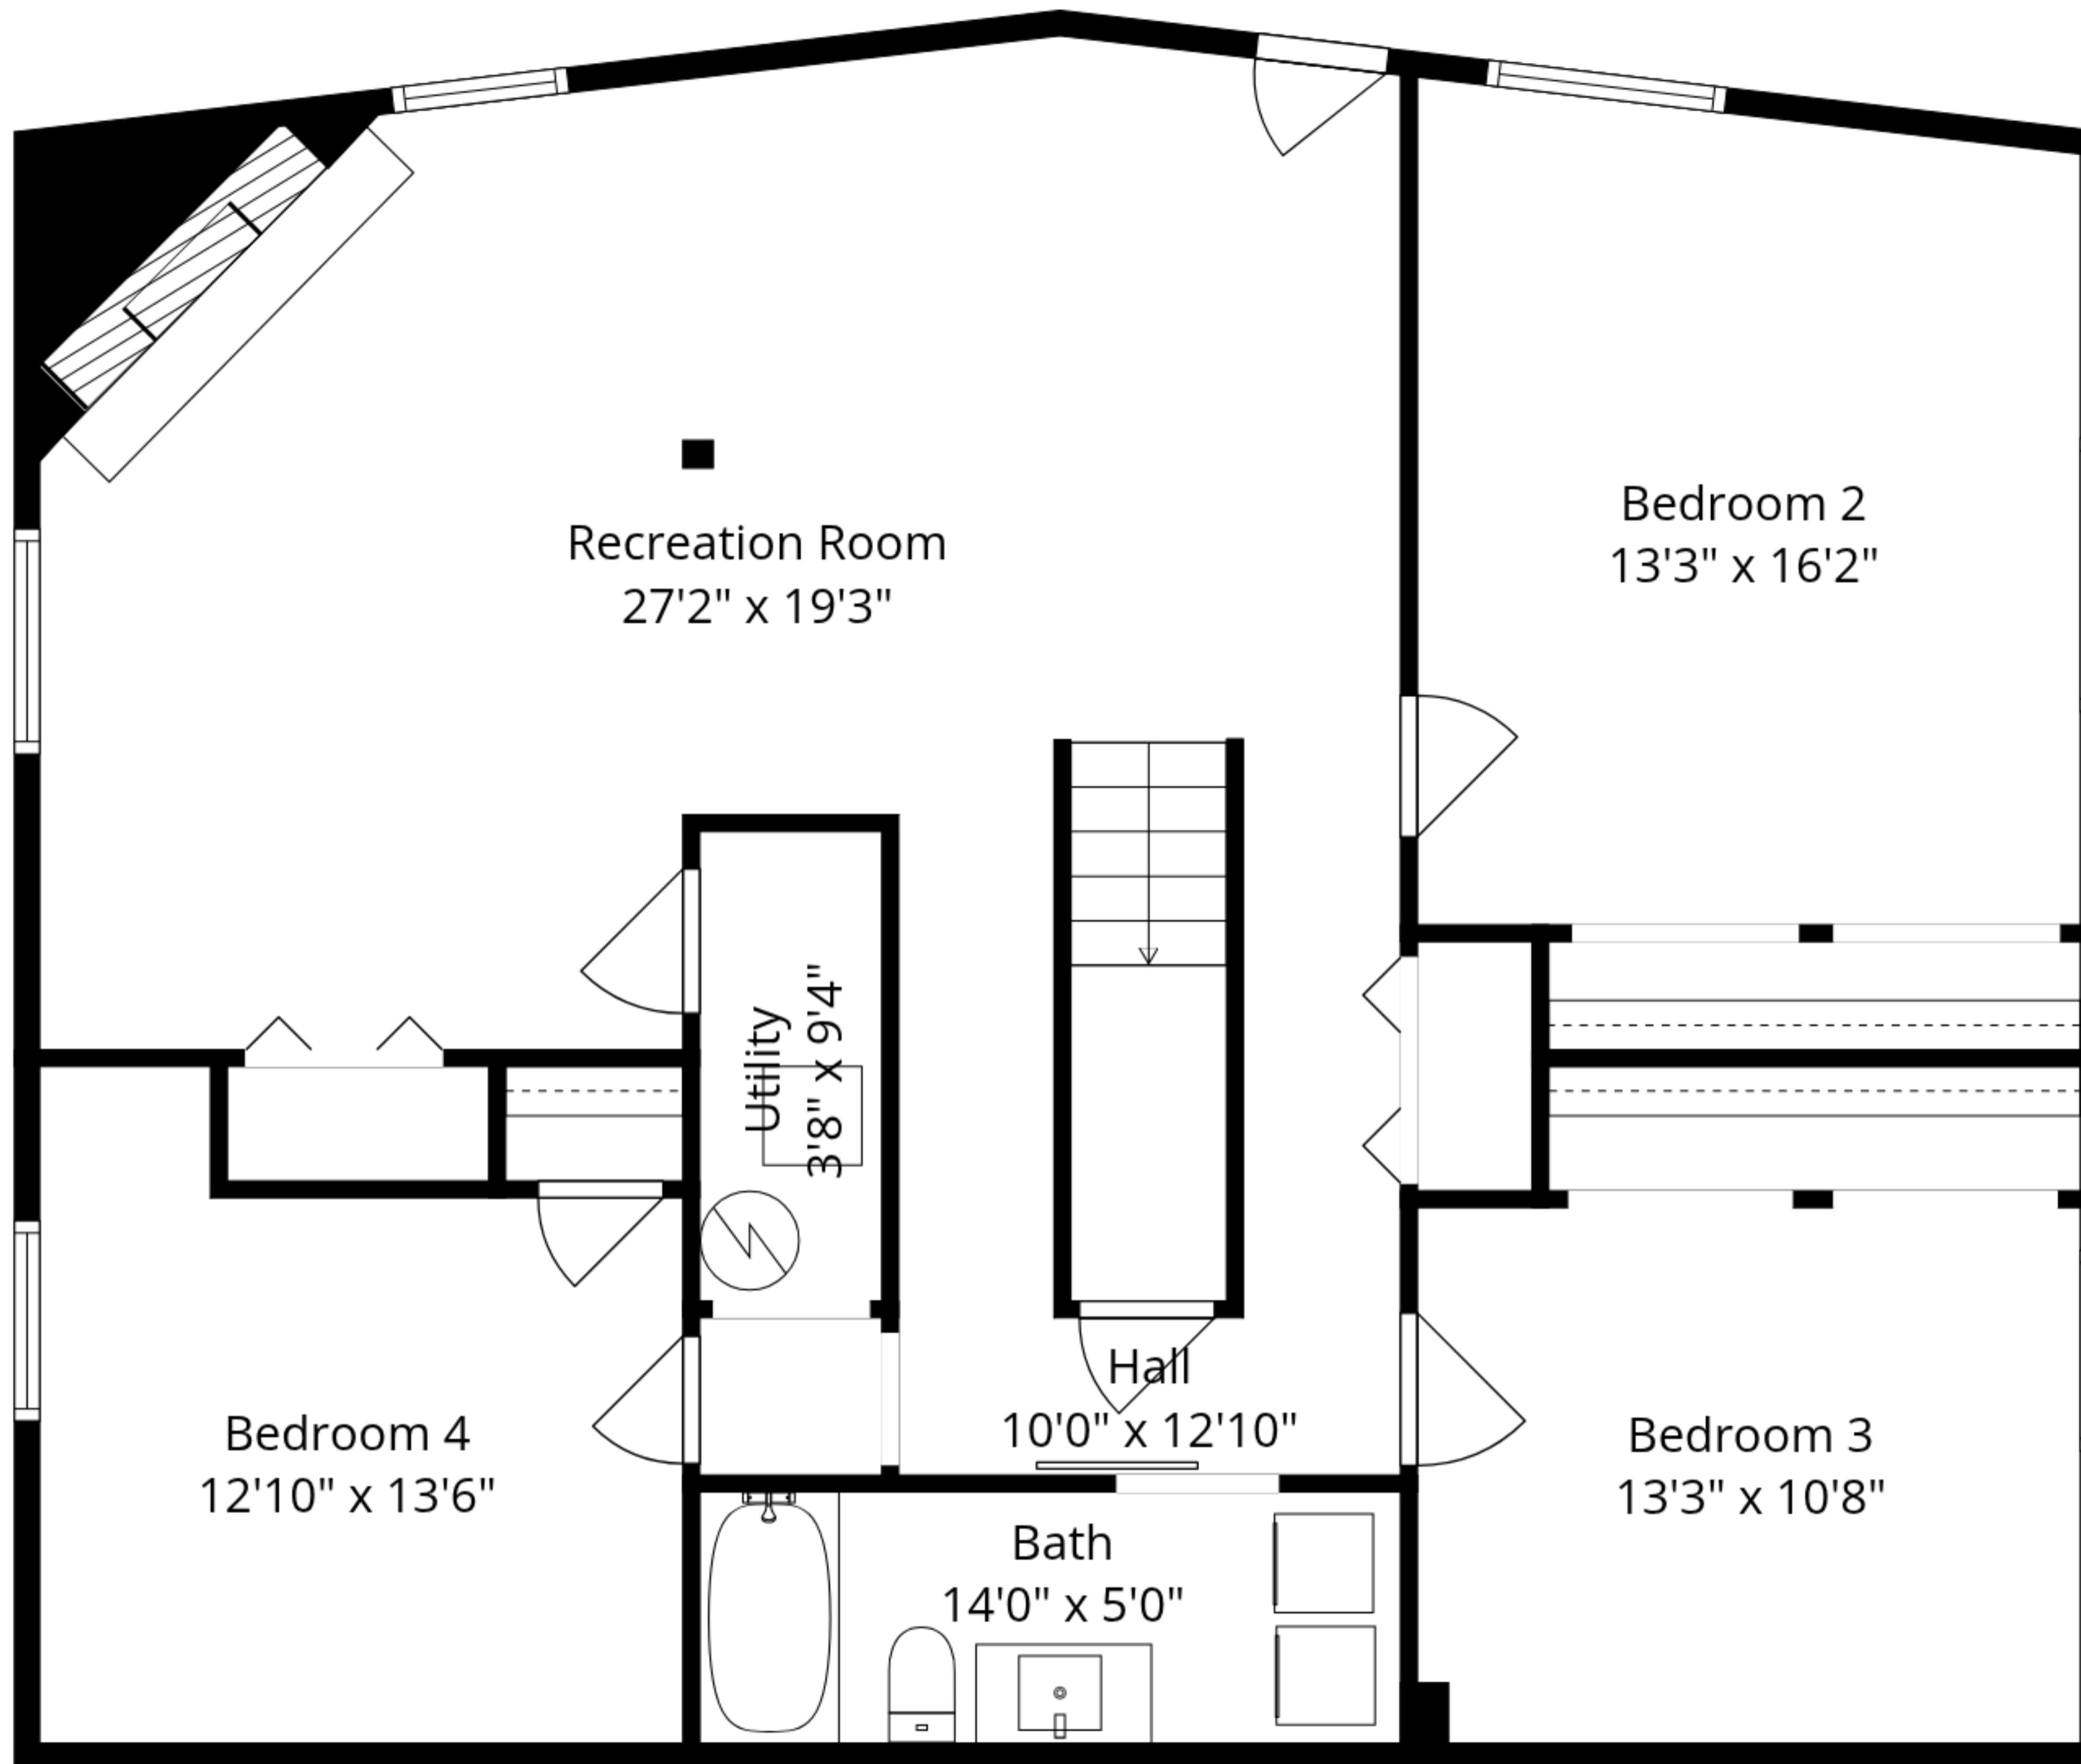 Recreation Room
27'2" x 19'3"
Bedroom 2
13'3" x 16'2"
Utility
3'8" x 9'4"
Hall
10'0" x 12'10"
Bedroom 4
12'10" x 13'6"
Bedroom 3
13'3" x 10'8"
Bath
14'0" x 5'0"